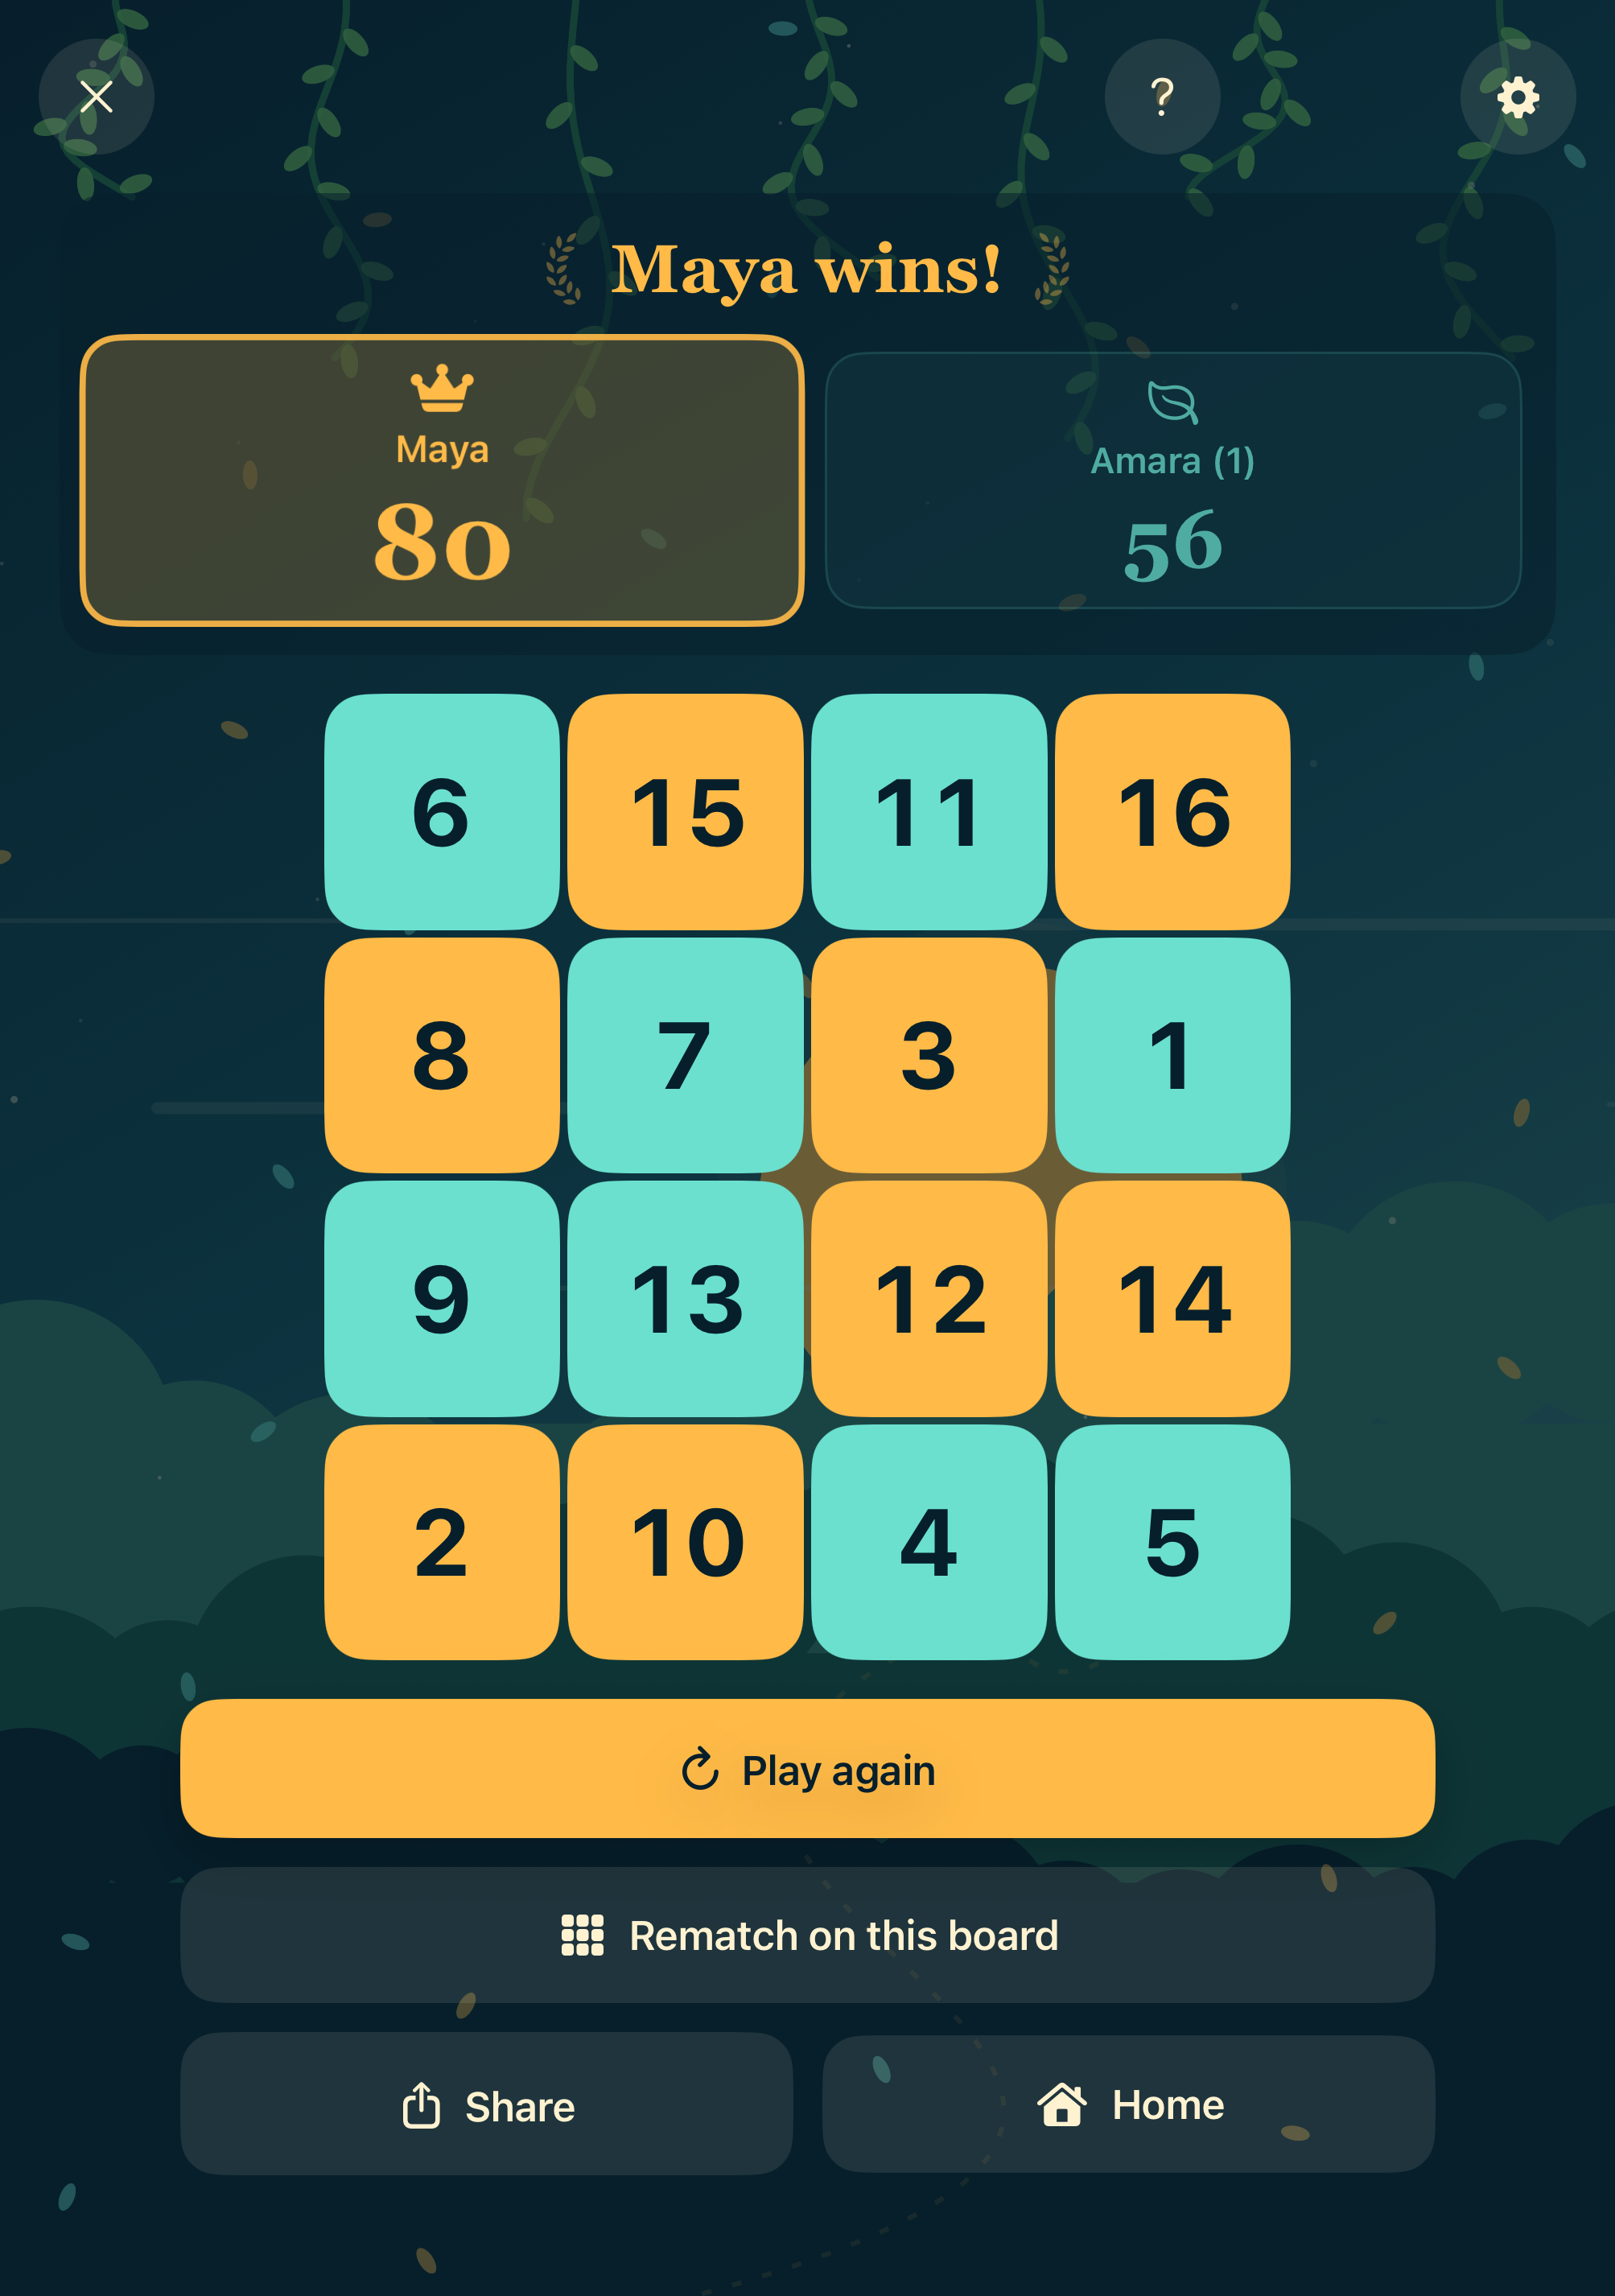 ?
Maya wins!
Maya
80
Amara (1)
56
6 15 11 16
8 7 3 1
9 13 12 14
2 10 4 5
Play again
Rematch on this board
Share
Home